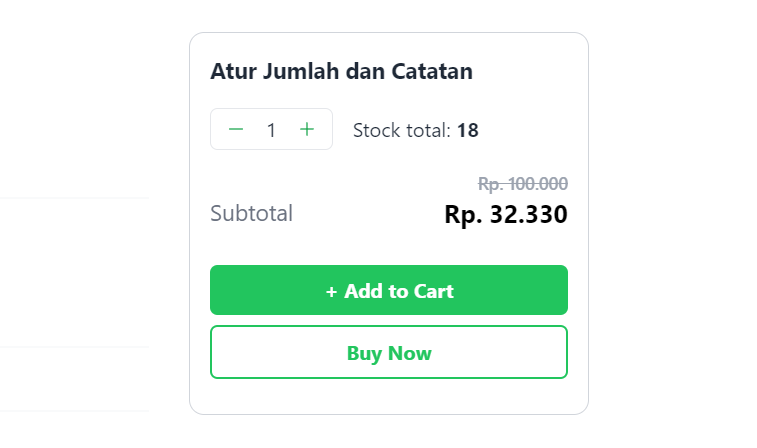 Atur Jumlah dan Catatan
− 1 + Stock total: 18
Rp. 100.000
Subtotal Rp. 32.330
+ Add to Cart
Buy Now